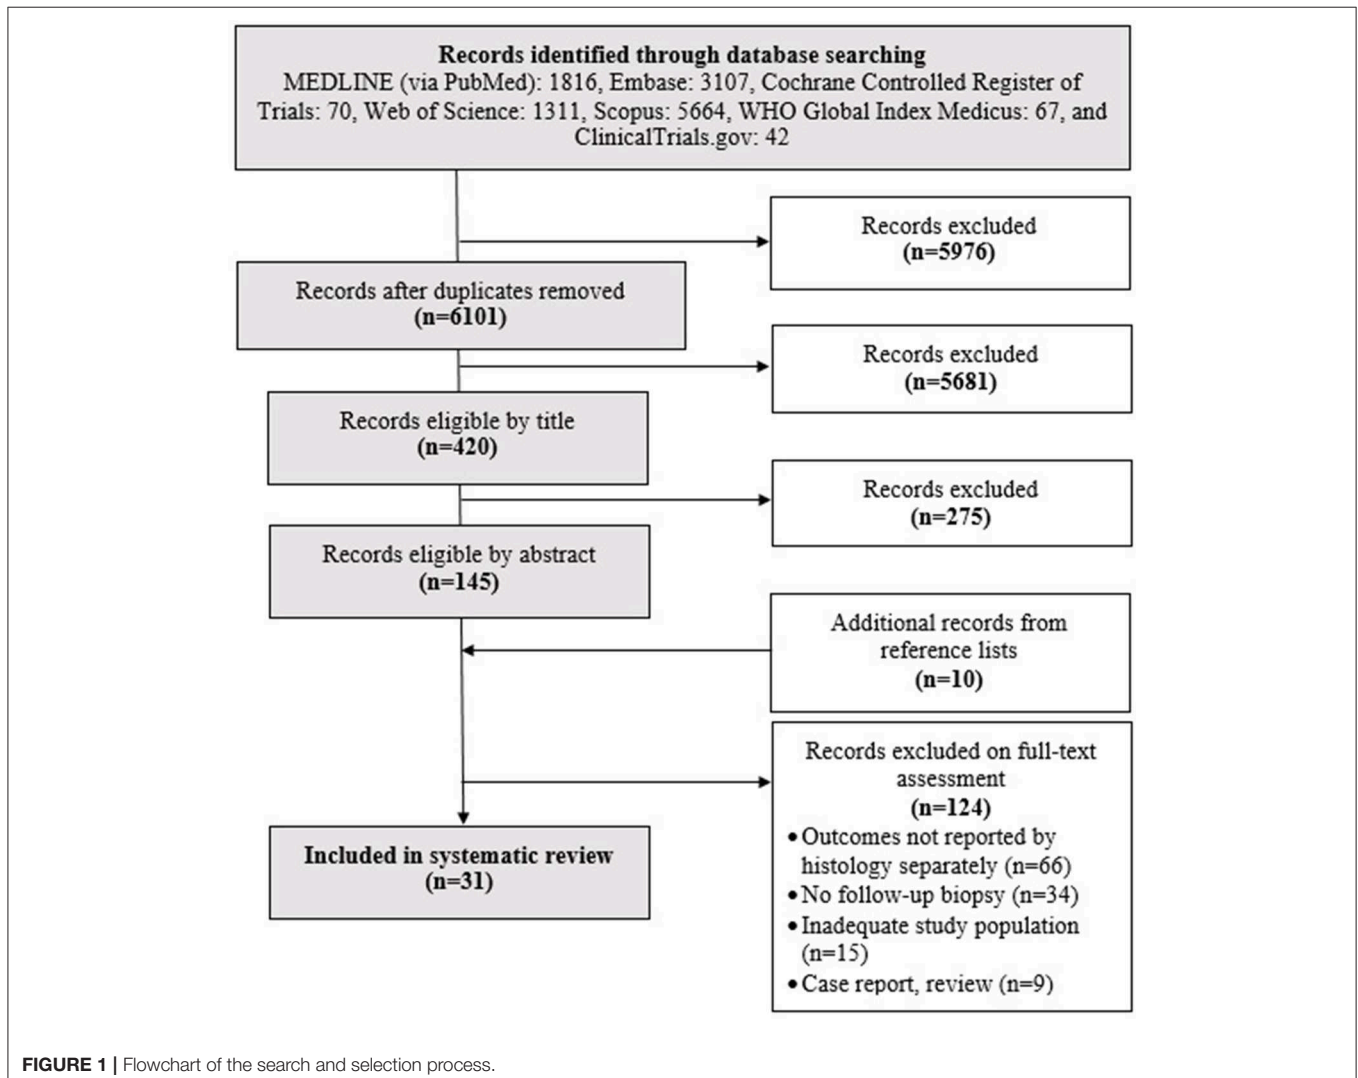 Records identified through database searching
MEDLINE (via PubMed): 1816, Embase: 3107, Cochrane Controlled Register of
Trials: 70, Web of Science: 1311, Scopus: 5664, WHO Global Index Medicus: 67, and
ClinicalTrials.gov: 42
Records excluded
(n=5976)
Records after duplicates removed
(n=6101)
Records excluded
(n=5681)
Records eligible by title
(n=420)
Records excluded
(n=275)
Records eligible by abstract
(n=145)
Additional records from
reference lists
(n=10)
Records excluded on full-text
assessment
(n=124)
•Outcomes not reported by
histology separately (n=66)
•No follow-up biopsy (n=34)
•Inadequate study population
(n=15)
•Case report, review (n=9)
Included in systematic review
(n=31)
FIGURE 1 | Flowchart of the search and selection process.